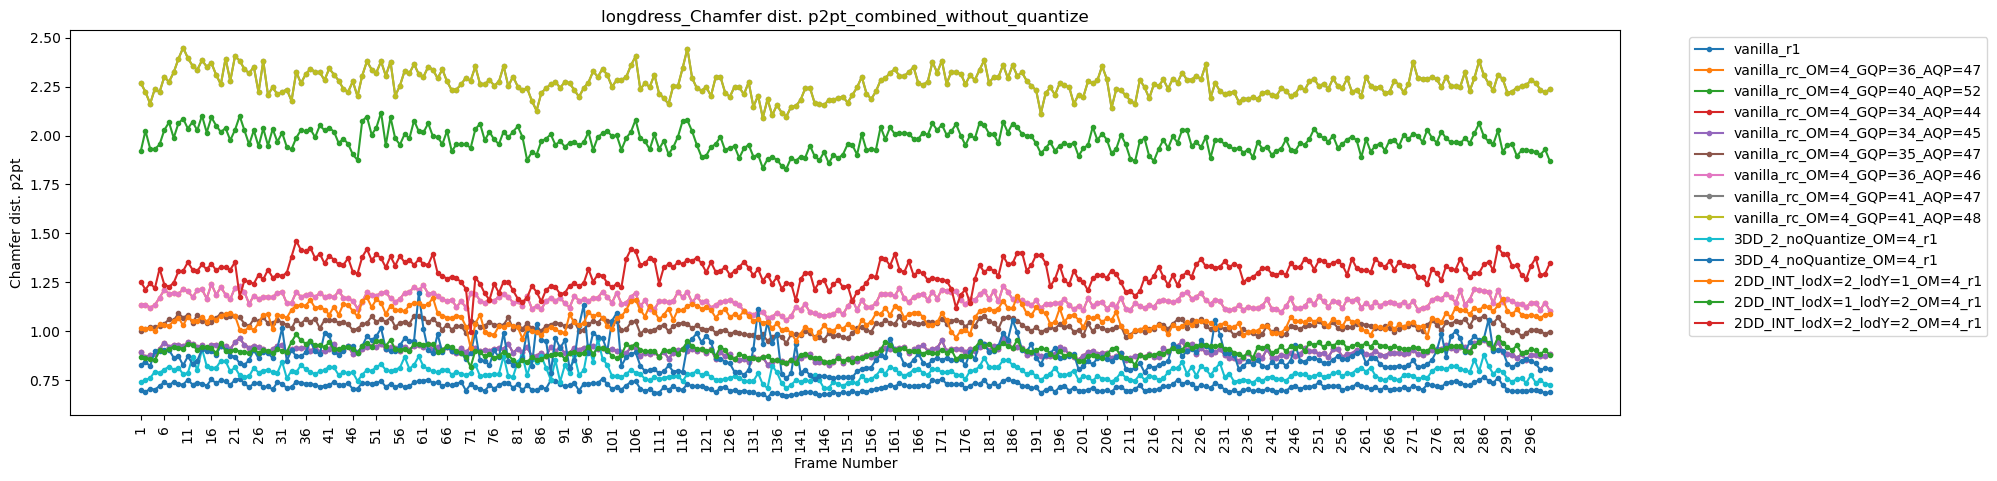 longdress_Chamfer dist. p2pt_combined_without_quantize
Chamfer dist. p2pt
2.50
2.25
2.00
1.75
1.50
1.25
1.00
0.75
1 6 11 16 21 26 31 36 41 46 51 56 61 66 71 76 81 86 91 96 101 106 111 116 121 126 131 136 141 146 151 156 161 166 171 176 181 186 191 196 201 206 211 216 221 226 231 236 241 246 251 256 261 266 271 276 281 286 291 296
Frame Number
vanilla_r1
vanilla_rc_OM=4_GQP=36_AQP=47
vanilla_rc_OM=4_GQP=40_AQP=52
vanilla_rc_OM=4_GQP=34_AQP=44
vanilla_rc_OM=4_GQP=34_AQP=45
vanilla_rc_OM=4_GQP=35_AQP=47
vanilla_rc_OM=4_GQP=36_AQP=46
vanilla_rc_OM=4_GQP=41_AQP=47
vanilla_rc_OM=4_GQP=41_AQP=48
3DD_2_noQuantize_OM=4_r1
3DD_4_noQuantize_OM=4_r1
2DD_INT_lodX=2_lodY=1_OM=4_r1
2DD_INT_lodX=1_lodY=2_OM=4_r1
2DD_INT_lodX=2_lodY=2_OM=4_r1